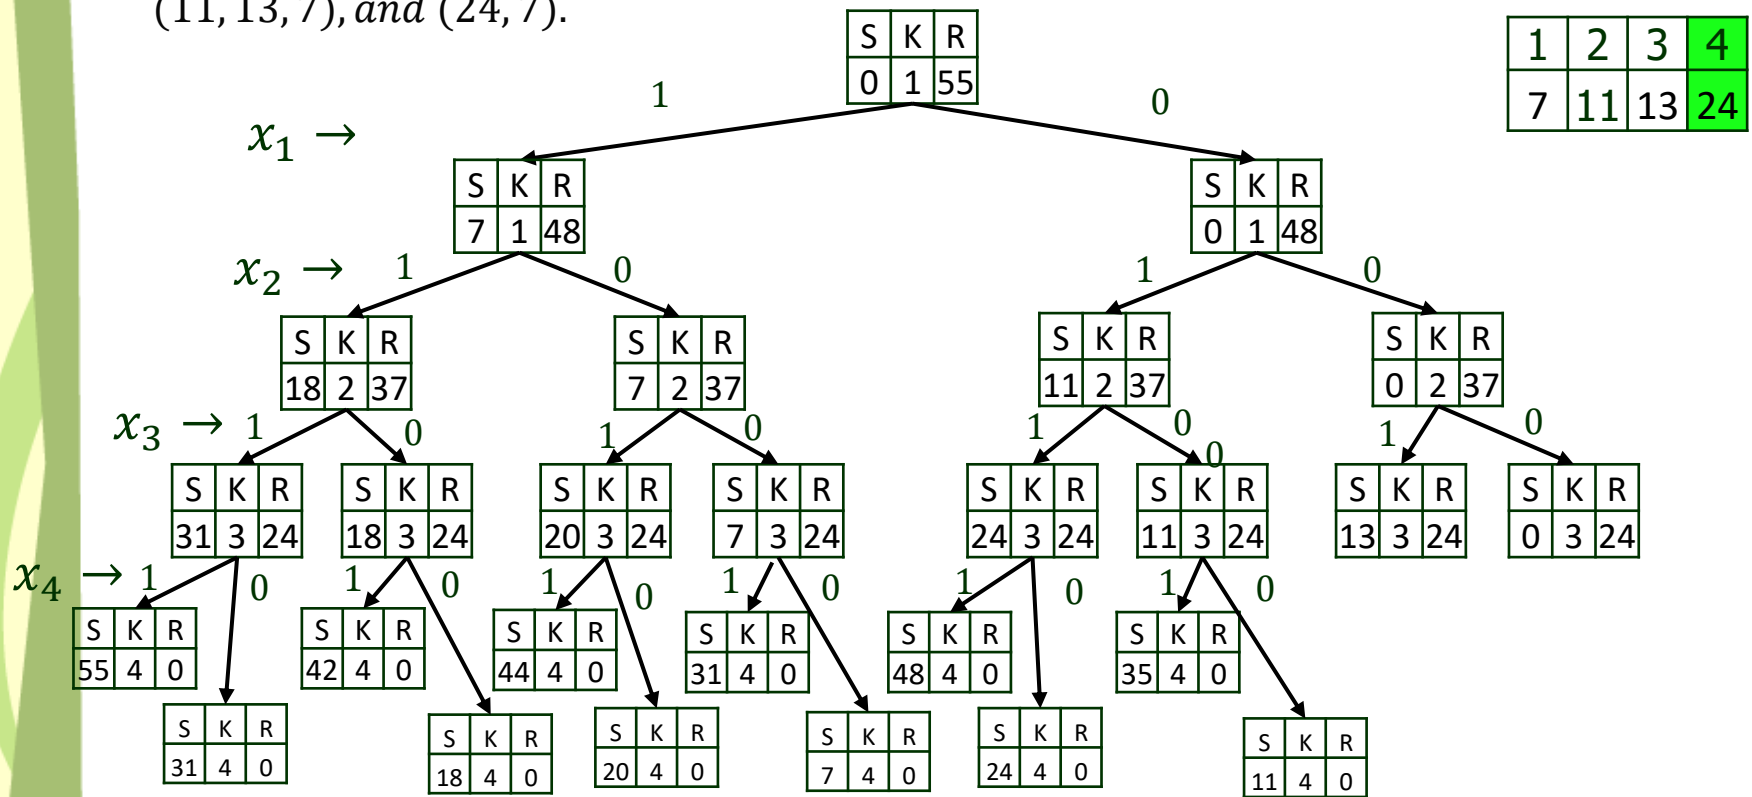 (11, 13, 7), and (24, 7).
S K R
0 1 55
1 2 3 4
7 11 13 24
1 0
x₁ →
S K R
7 1 48
S K R
0 1 48
x₂ → 1 0 1 0
S K R
18 2 37
S K R
7 2 37
S K R
11 2 37
S K R
0 2 37
x₃ → 1 0 1 0 1 0 0 1 0
S K R
31 3 24
S K R
18 3 24
S K R
20 3 24
S K R
7 3 24
S K R
24 3 24
S K R
11 3 24
S K R
13 3 24
S K R
0 3 24
x₄ → 1 0 1 0 1 0 1 0 1 0 1 0
S K R
55 4 0
S K R
42 4 0
S K R
44 4 0
S K R
31 4 0
S K R
48 4 0
S K R
35 4 0
S K R
31 4 0
S K R
18 4 0
S K R
20 4 0
S K R
7 4 0
S K R
24 4 0
S K R
11 4 0